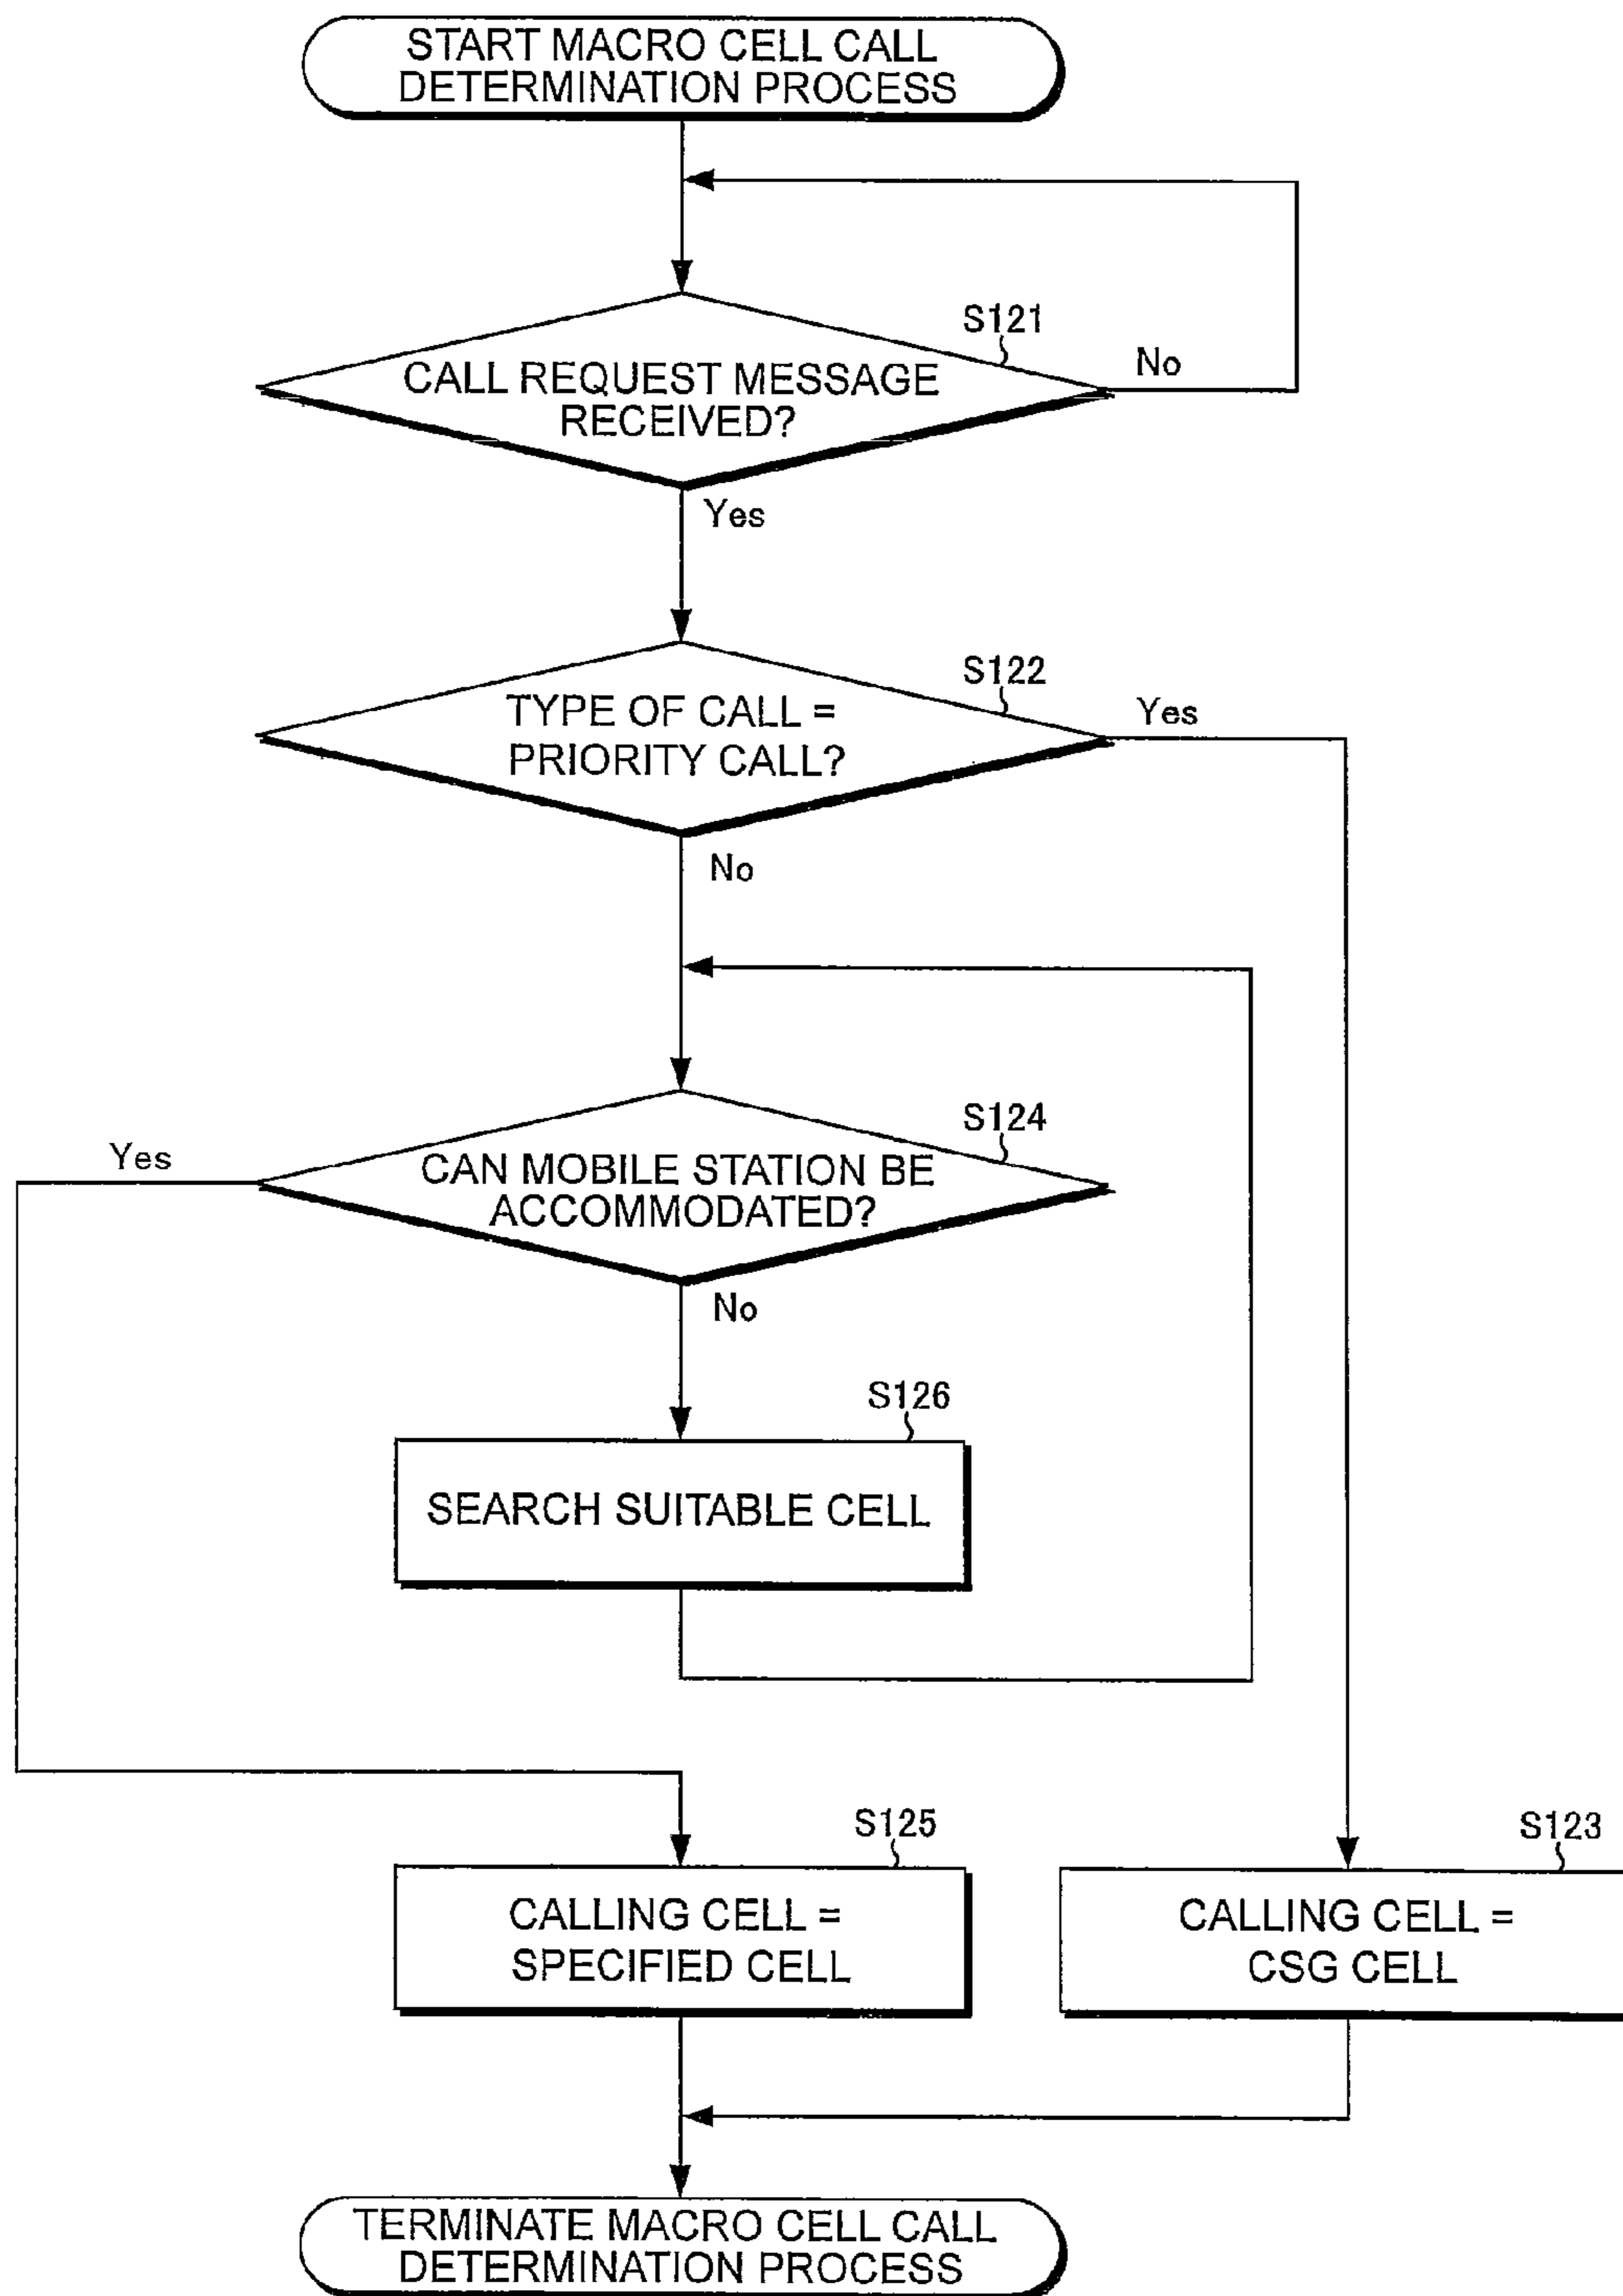 START MACRO CELL CALL
DETERMINATION PROCESS
S121
CALL REQUEST MESSAGE
RECEIVED?
No
Yes
S122
TYPE OF CALL =
PRIORITY CALL?
Yes
No
S124
Yes
CAN MOBILE STATION BE
ACCOMMODATED?
No
S126
SEARCH SUITABLE CELL
S125
CALLING CELL =
SPECIFIED CELL
S123
CALLING CELL =
CSG CELL
TERMINATE MACRO CELL CALL
DETERMINATION PROCESS